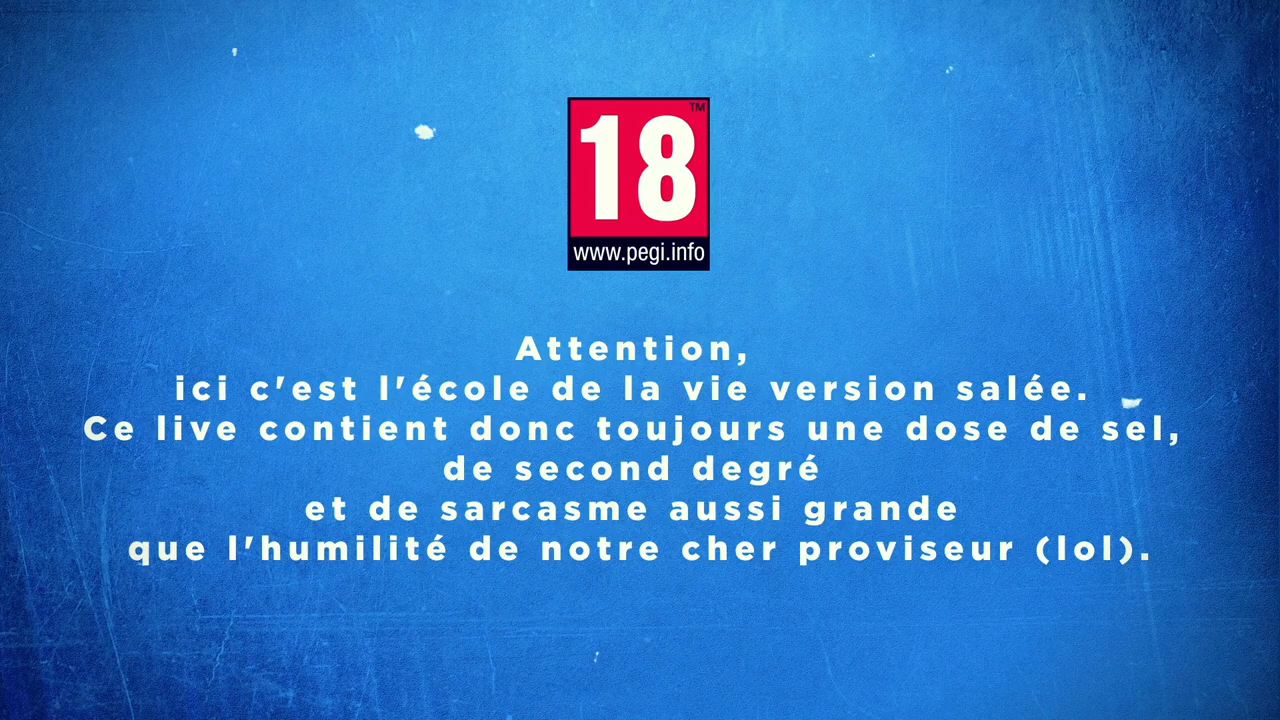 TM
18
www.pegi.info
Attention,
ici c'est l'école de la vie version salée.
Ce live contient donc toujours une dose de sel,
de second degré
et de sarcasme aussi grande
que l'humilité de notre cher proviseur (lol).